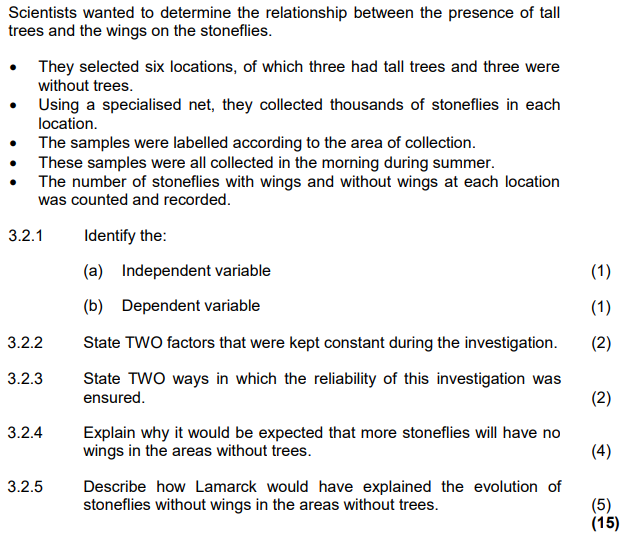 Scientists wanted to determine the relationship between the presence of tall
trees and the wings on the stoneflies.
• They selected six locations, of which three had tall trees and three were
without trees.
• Using a specialised net, they collected thousands of stoneflies in each
location.
• The samples were labelled according to the area of collection.
• These samples were all collected in the morning during summer.
• The number of stoneflies with wings and without wings at each location
was counted and recorded.
3.2.1 Identify the:
(a) Independent variable (1)
(b) Dependent variable (1)
3.2.2 State TWO factors that were kept constant during the investigation. (2)
3.2.3 State TWO ways in which the reliability of this investigation was
ensured. (2)
3.2.4 Explain why it would be expected that more stoneflies will have no
wings in the areas without trees. (4)
3.2.5 Describe how Lamarck would have explained the evolution of
stoneflies without wings in the areas without trees. (5)
(15)